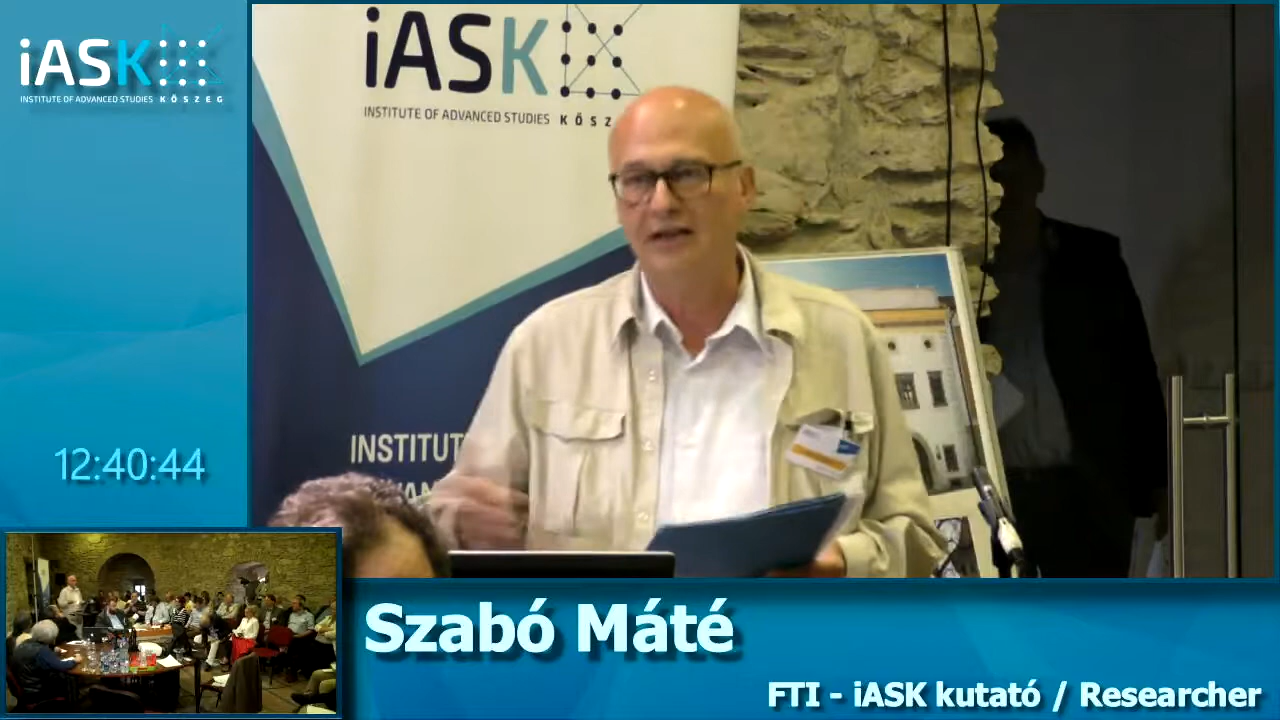 iASK
INSTITUTE OF ADVANCED STUDIES KŐSZEG
iASK
INSTITUTE OF ADVANCED STUDIES KŐSZ
INSTITUT
12:40:44
Szabó Máté
FTI - iASK kutató / Researcher